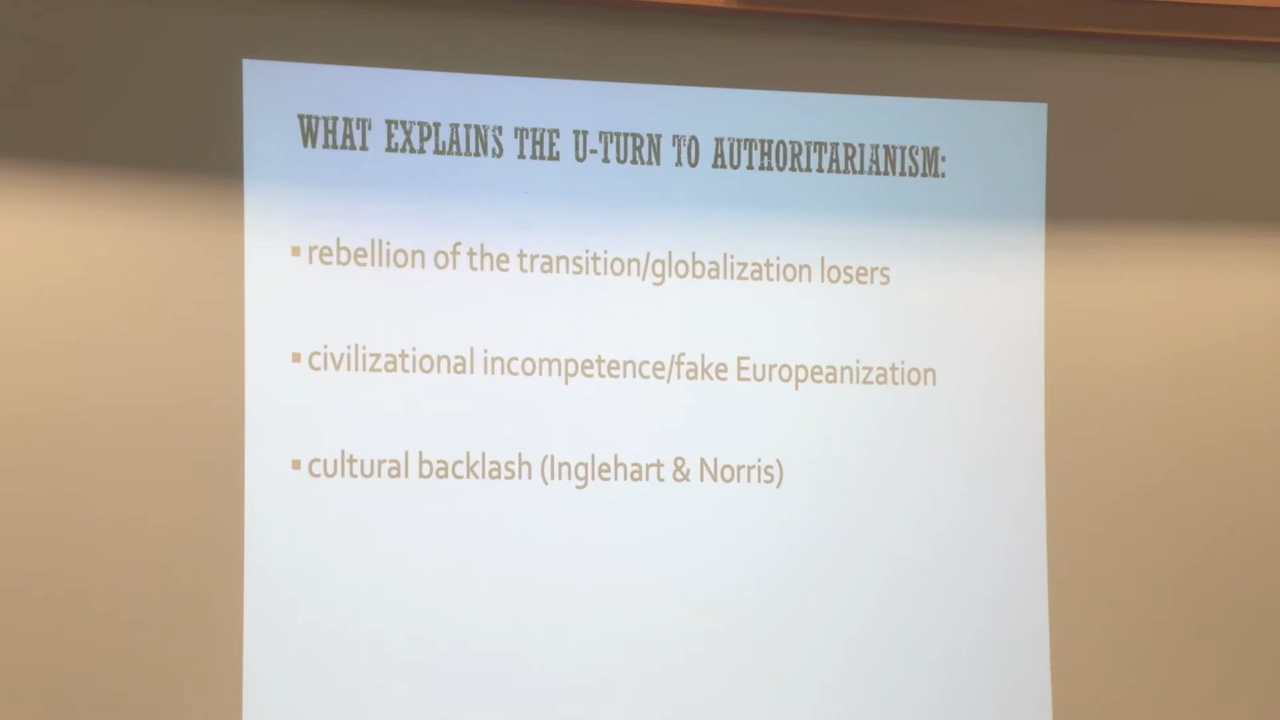 WHAT EXPLAINS THE U-TURN TO AUTHORITARIANISM:
▪ rebellion of the transition/globalization losers
▪ civilizational incompetence/fake Europeanization
▪ cultural backlash (Inglehart & Norris)